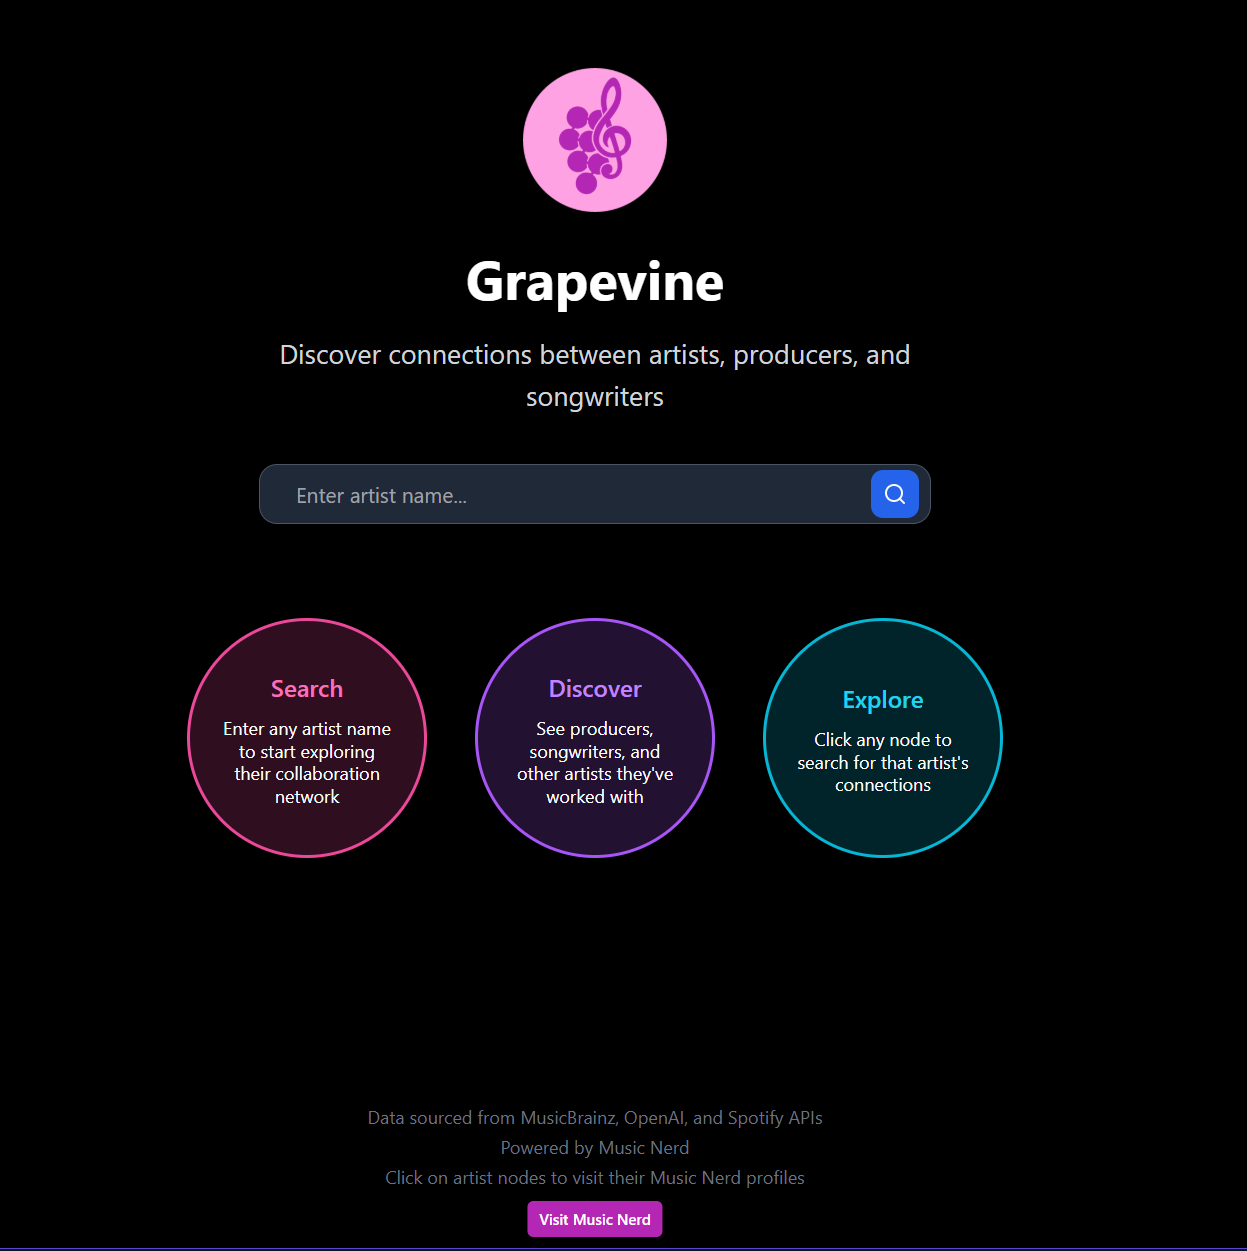 Grapevine
Discover connections between artists, producers, and
songwriters
Enter artist name...
Search
Enter any artist name
to start exploring
their collaboration
network
Discover
See producers,
songwriters, and
other artists they've
worked with
Explore
Click any node to
search for that artist's
connections
Data sourced from MusicBrainz, OpenAI, and Spotify APIs
Powered by Music Nerd
Click on artist nodes to visit their Music Nerd profiles
Visit Music Nerd